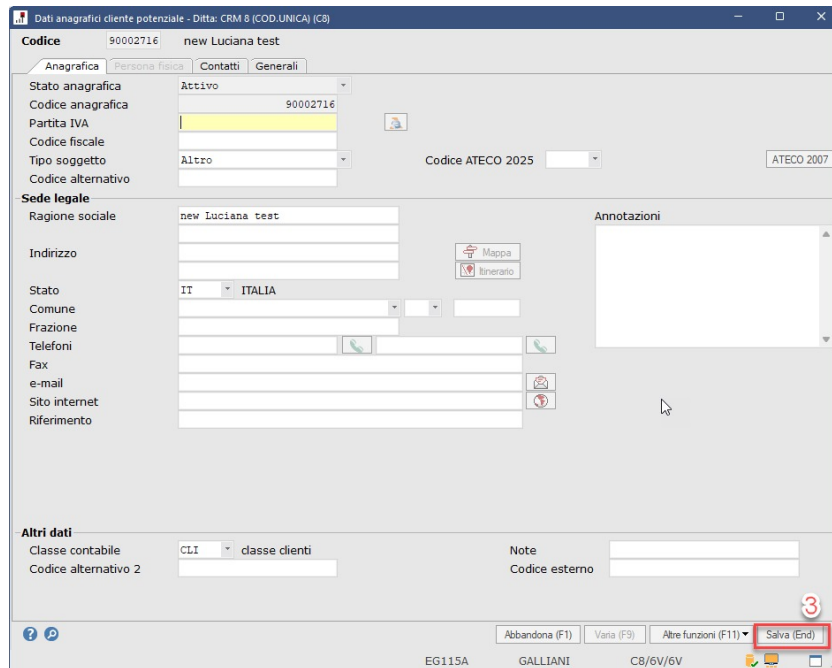 Dati anagrafici cliente potenziale - Ditta: CRM 8 (COD.UNICA) (C8)
Codice 90002716 new Luciana test
Anagrafica Persona fisica Contatti Generali
Stato anagrafica Attivo
Codice anagrafica 90002716
Partita IVA
Codice fiscale
Tipo soggetto Altro Codice ATECO 2025 ATECO 2007
Codice alternativo
Sede legale
Ragione sociale new Luciana test Annotazioni
Indirizzo Mappa
Itinerario
Stato IT ITALIA
Comune
Frazione
Telefoni
Fax
e-mail
Sito internet
Riferimento
Altri dati
Classe contabile CLI classe clienti Note
Codice alternativo 2 Codice esterno
3
Abbandona (F1) Varia (F9) Altre funzioni (F11) Salva (End)
EG115A GALLIANI C8/6V/6V